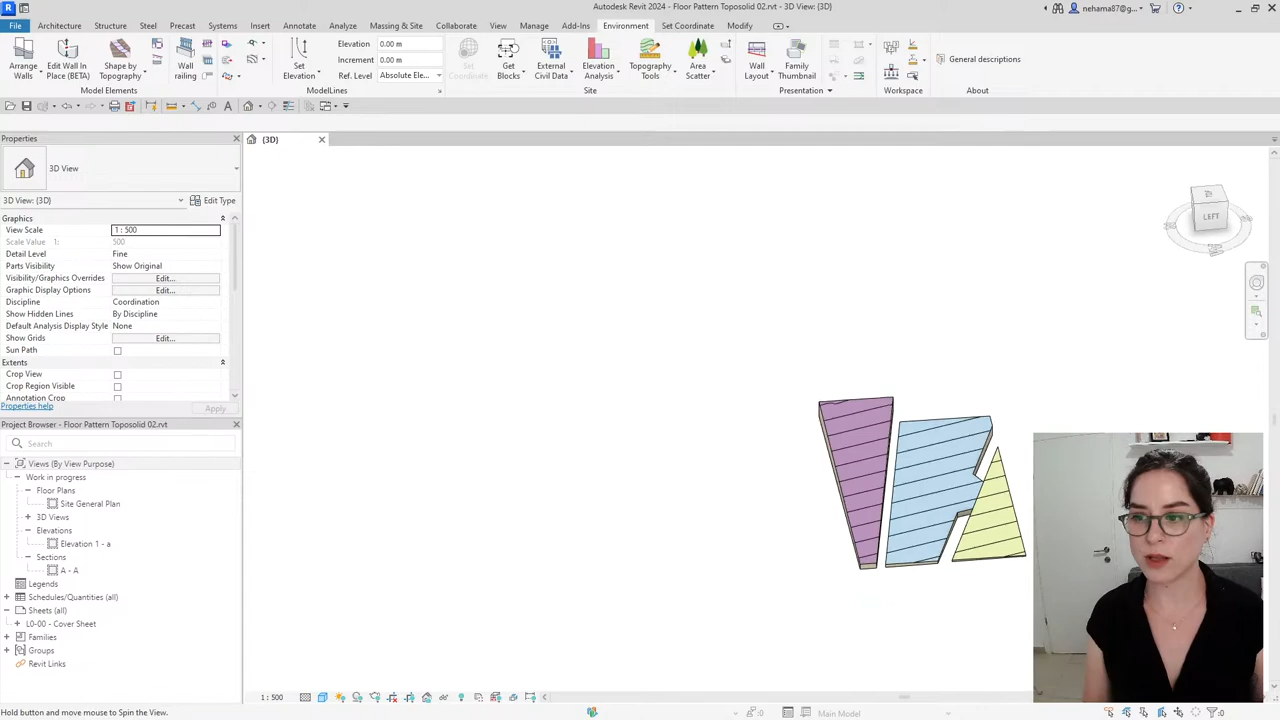 Autodesk Revit 2024 - Floor Pattern Toposolid 02.rvt - 3D View: {3D}
nehama87@g...
File Architecture Structure Steel Precast Systems Insert Annotate Analyze Massing & Site Collaborate View Manage Add-Ins Environment Set Coordinate Modify
Arrange Walls
Edit Wall In Place (BETA)
Shape by Topography
Wall railing
Model Elements
Set Elevation
Elevation 0.00 m
Increment 0.00 m
Ref. Level Absolute Ele...
ModelLines
Set Coordinate
Get Blocks
External Civil Data
Elevation Analysis
Topography Tools
Area Scatter
Site
Wall Layout
Family Thumbnail
Presentation
Workspace
General descriptions
About
Properties
{3D}
3D View
3D View: {3D} Edit Type
Graphics
View Scale 1 : 500
Scale Value 1: 500
Detail Level Fine
Parts Visibility Show Original
Visibility/Graphics Overrides Edit...
Graphic Display Options Edit...
Discipline Coordination
Show Hidden Lines By Discipline
Default Analysis Display Style None
Show Grids Edit...
Sun Path
Extents
Crop View
Crop Region Visible
Annotation Crop
Properties help Apply
Project Browser - Floor Pattern Toposolid 02.rvt
Search
Views (By View Purpose)
Work in progress
Floor Plans
Site General Plan
3D Views
Elevations
Elevation 1 - a
Sections
A - A
Legends
Schedules/Quantities (all)
Sheets (all)
L0-00 - Cover Sheet
Families
Groups
Revit Links
LEFT
1 : 500
Hold button and move mouse to Spin the View.
:0
Main Model
:0